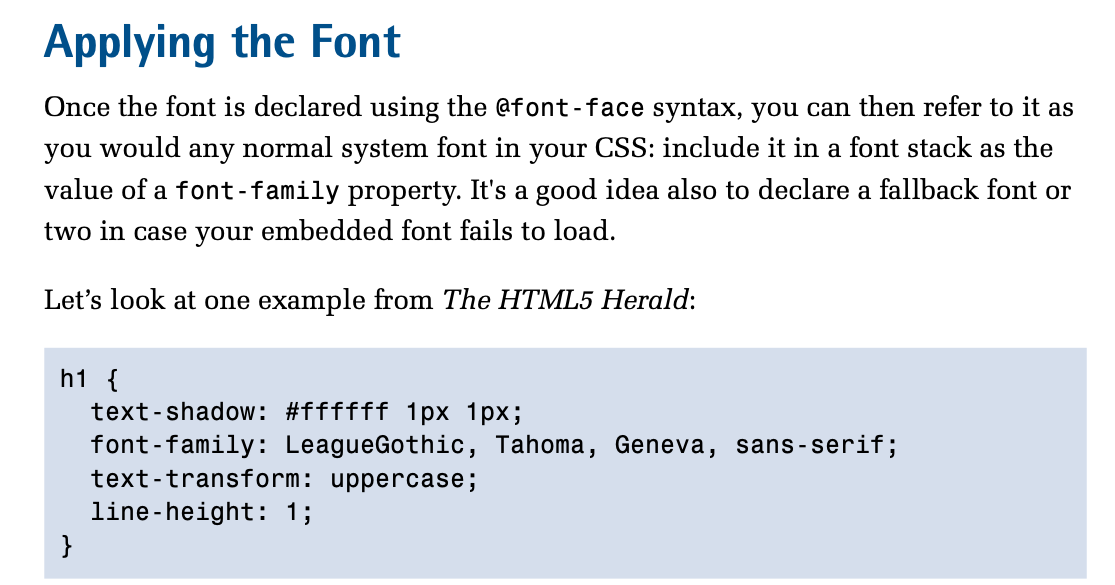 Applying the Font
Once the font is declared using the @font-face syntax, you can then refer to it as
you would any normal system font in your CSS: include it in a font stack as the
value of a font-family property. It's a good idea also to declare a fallback font or
two in case your embedded font fails to load.
Let’s look at one example from The HTML5 Herald:
h1 {
  text-shadow: #ffffff 1px 1px;
  font-family: LeagueGothic, Tahoma, Geneva, sans-serif;
  text-transform: uppercase;
  line-height: 1;
}